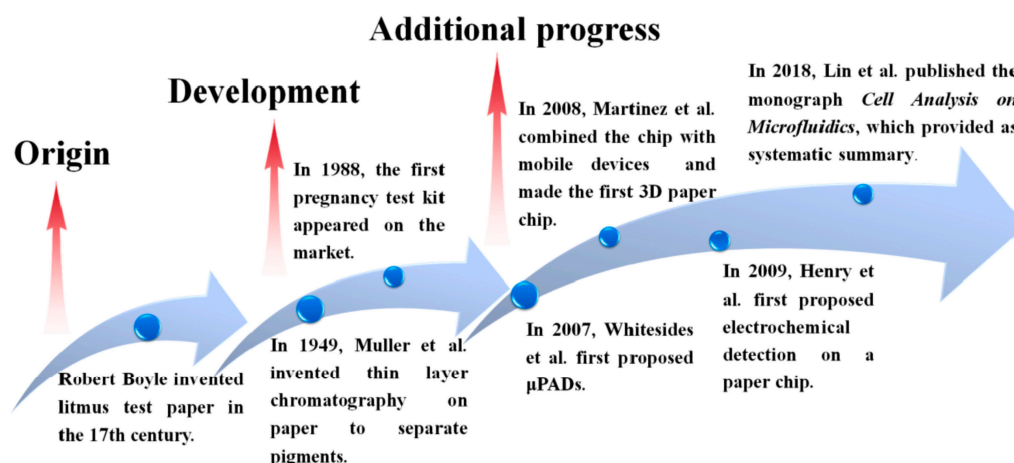 Origin
Robert Boyle invented
litmus test paper in
the 17th century.
Development
In 1988, the first
pregnancy test kit
appeared on the
market.
In 1949, Muller et al.
invented thin layer
chromatography on
paper to separate
pigments.
Additional progress
In 2008, Martinez et al.
combined the chip with
mobile devices and
made the first 3D paper
chip.
In 2007, Whitesides
et al. first proposed
µPADs.
In 2009, Henry et
al. first proposed
electrochemical
detection on a
paper chip.
In 2018, Lin et al. published the
monograph Cell Analysis on
Microfluidics, which provided as
systematic summary.